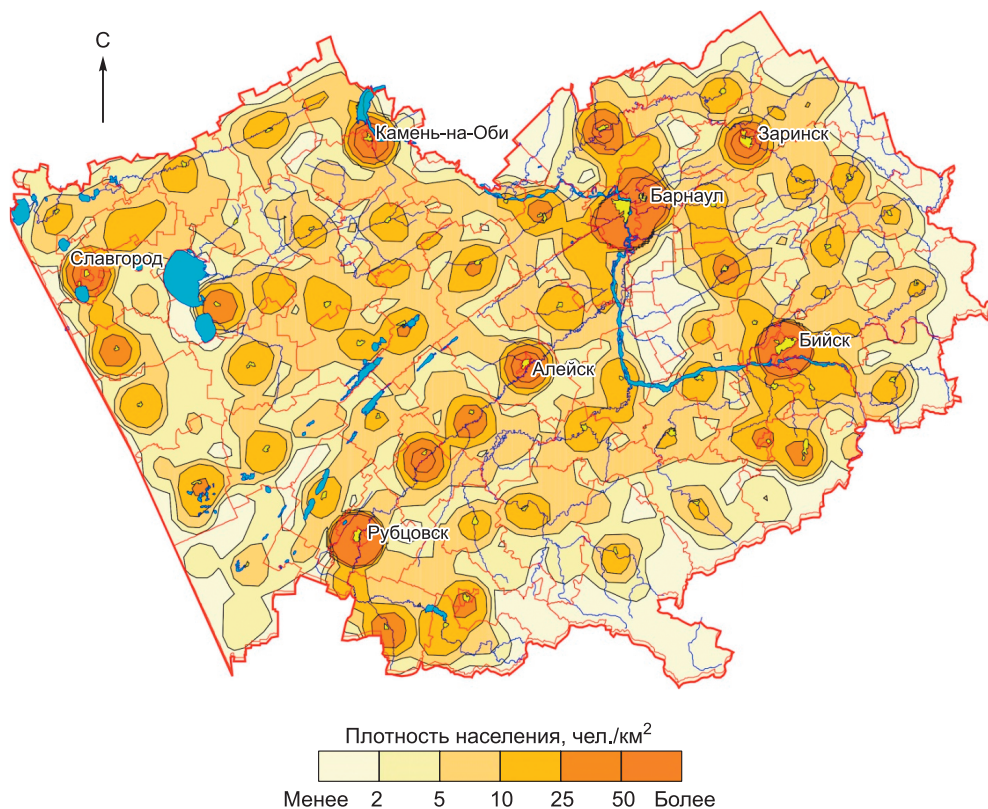 С
Камень-на-Оби
Заринск
Барнаул
Славгород
Бийск
Алейск
Рубцовск
Плотность населения, чел./км²
Менее 2 5 10 25 50 Более